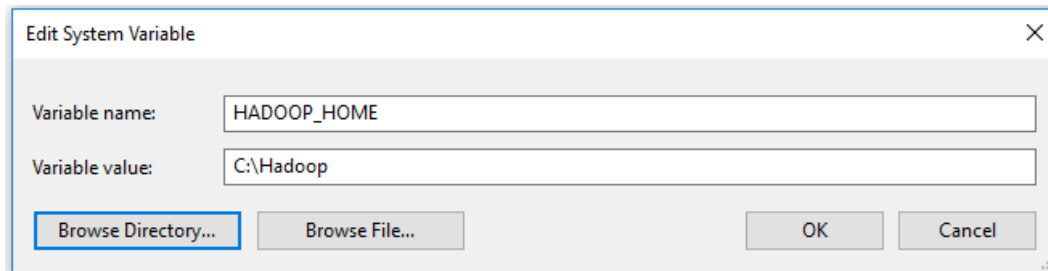 Edit System Variable
Variable name: HADOOP_HOME
Variable value: C:\Hadoop
Browse Directory... Browse File... OK Cancel